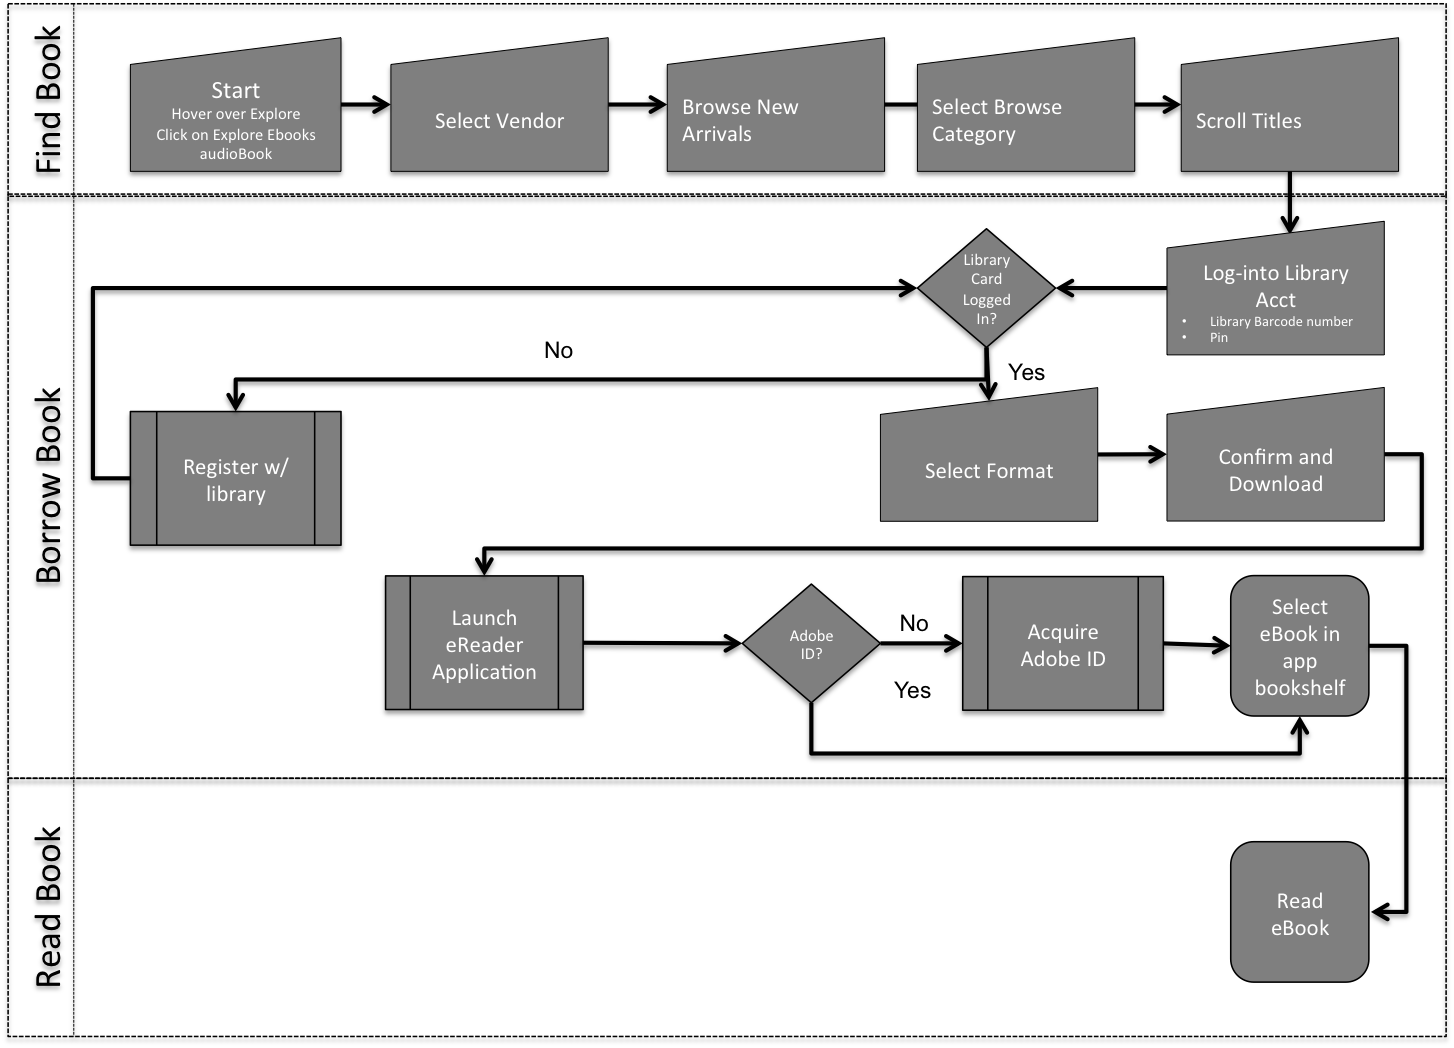 Find Book
Start
Hover over Explore
Click on Explore Ebooks
audioBook
Select Vendor
Browse New
Arrivals
Select Browse
Category
Scroll Titles
Borrow Book
Library
Card
Logged
In?
Log-into Library
Acct
• Library Barcode number
• Pin
No
Yes
Register w/
library
Select Format
Confirm and
Download
Launch
eReader
Application
Adobe
ID?
No
Yes
Acquire
Adobe ID
Select
eBook in
app
bookshelf
Read Book
Read
eBook